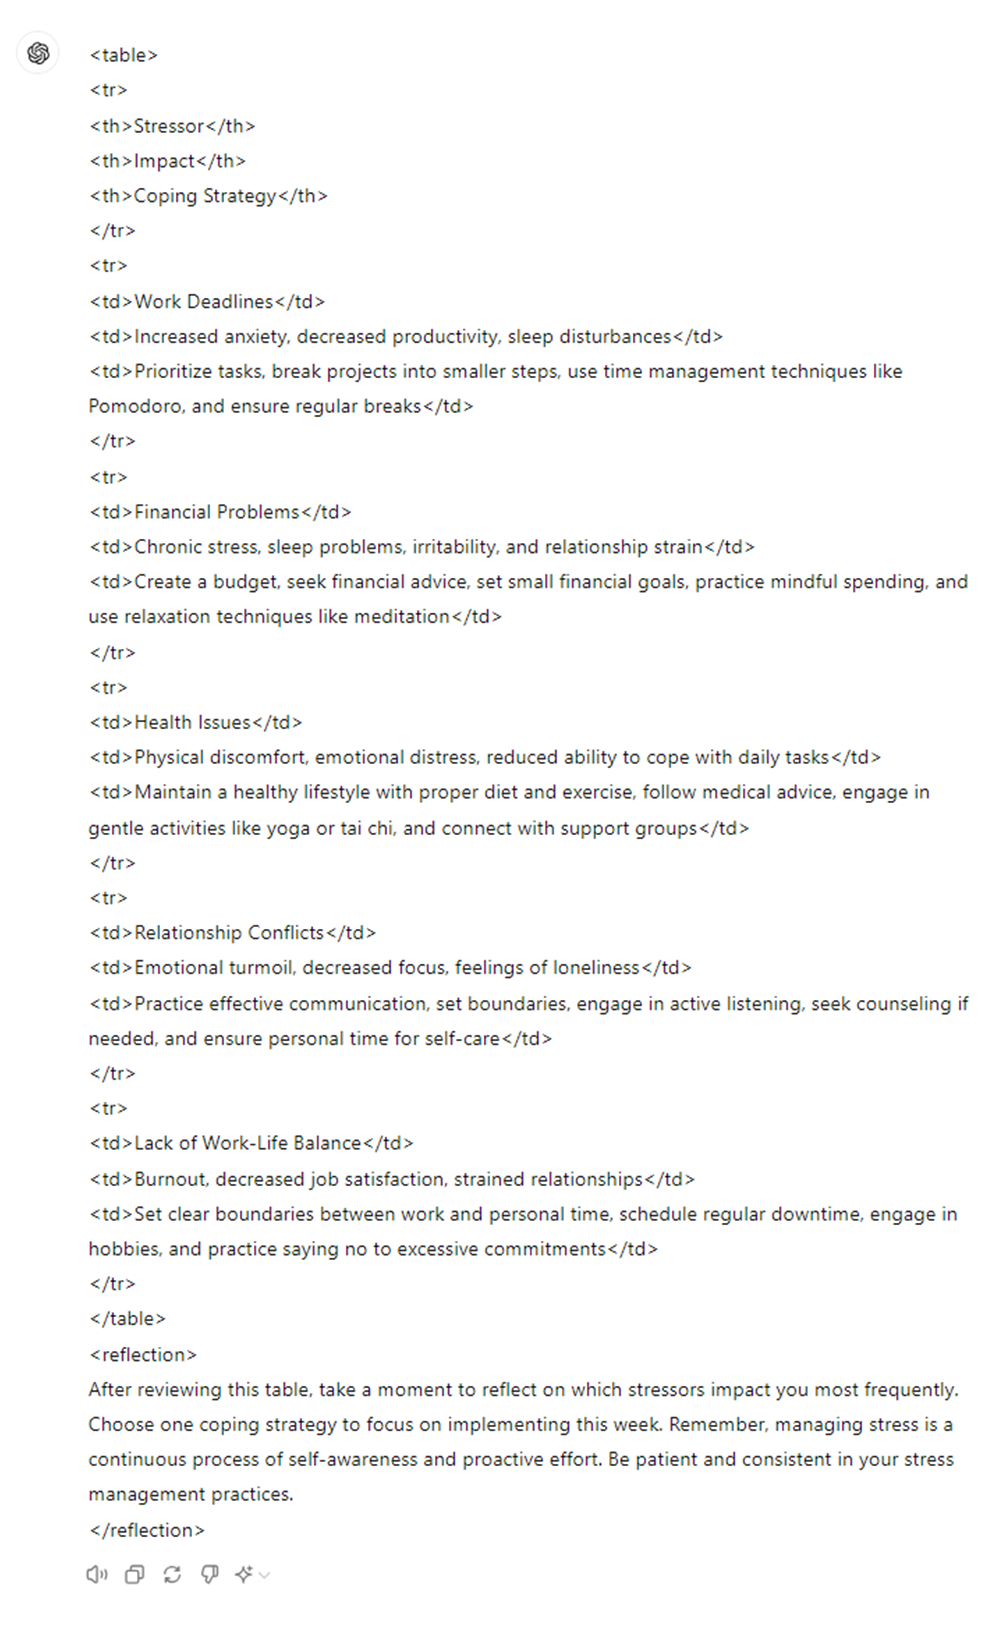 <table>
<tr>
<th>Stressor</th>
<th>Impact</th>
<th>Coping Strategy</th>
</tr>
<tr>
<td>Work Deadlines</td>
<td>Increased anxiety, decreased productivity, sleep disturbances</td>
<td>Prioritize tasks, break projects into smaller steps, use time management techniques like
Pomodoro, and ensure regular breaks</td>
</tr>
<tr>
<td>Financial Problems</td>
<td>Chronic stress, sleep problems, irritability, and relationship strain</td>
<td>Create a budget, seek financial advice, set small financial goals, practice mindful spending, and
use relaxation techniques like meditation</td>
</tr>
<tr>
<td>Health Issues</td>
<td>Physical discomfort, emotional distress, reduced ability to cope with daily tasks</td>
<td>Maintain a healthy lifestyle with proper diet and exercise, follow medical advice, engage in
gentle activities like yoga or tai chi, and connect with support groups</td>
</tr>
<tr>
<td>Relationship Conflicts</td>
<td>Emotional turmoil, decreased focus, feelings of loneliness</td>
<td>Practice effective communication, set boundaries, engage in active listening, seek counseling if
needed, and ensure personal time for self-care</td>
</tr>
<tr>
<td>Lack of Work-Life Balance</td>
<td>Burnout, decreased job satisfaction, strained relationships</td>
<td>Set clear boundaries between work and personal time, schedule regular downtime, engage in
hobbies, and practice saying no to excessive commitments</td>
</tr>
</table>
<reflection>
After reviewing this table, take a moment to reflect on which stressors impact you most frequently.
Choose one coping strategy to focus on implementing this week. Remember, managing stress is a
continuous process of self-awareness and proactive effort. Be patient and consistent in your stress
management practices.
</reflection>